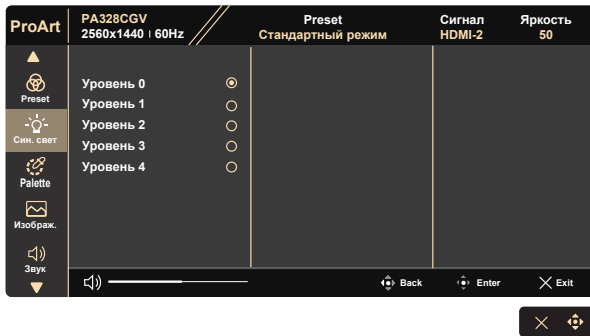 ProArt
PA328CGV
2560x1440 | 60Hz
Preset
Стандартный режим
Сигнал
HDMI-2
Яркость
50
Preset
Син. свет
Palette
Изображ.
Звук
Уровень 0
Уровень 1
Уровень 2
Уровень 3
Уровень 4
Back
Enter
Exit